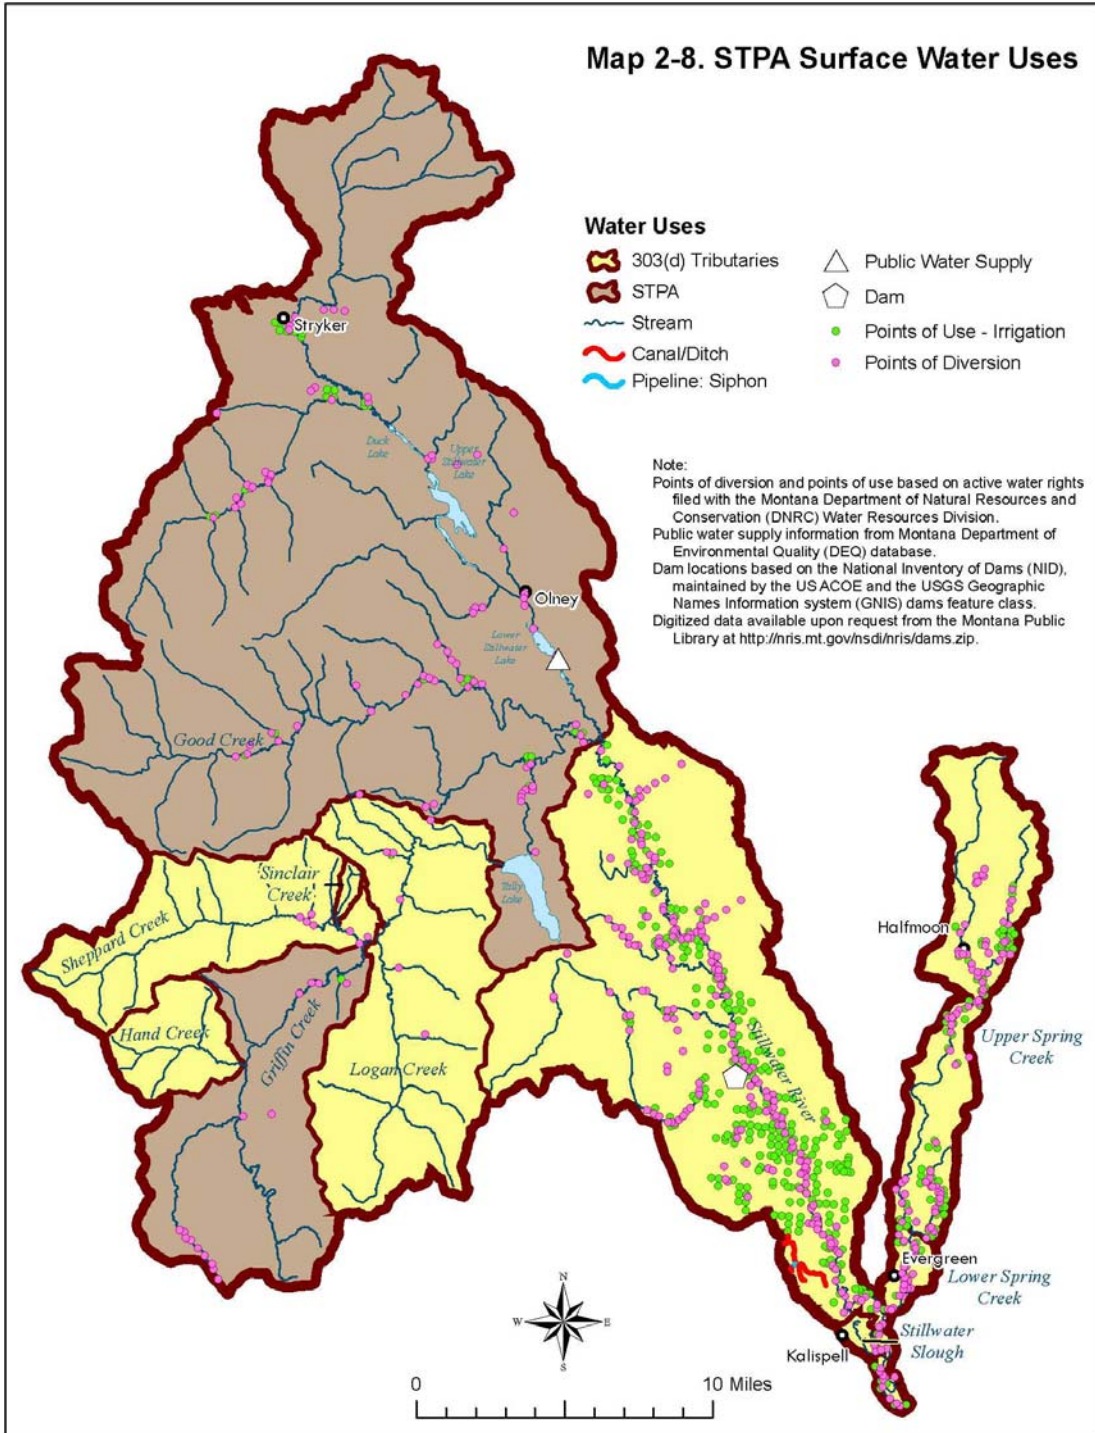 Map 2-8. STPA Surface Water Uses
Water Uses
303(d) Tributaries
STPA
Stream
Canal/Ditch
Pipeline: Siphon
Public Water Supply
Dam
Points of Use - Irrigation
Points of Diversion
Note:
Points of diversion and points of use based on active water rights
filed with the Montana Department of Natural Resources and
Conservation (DNRC) Water Resources Division.
Public water supply information from Montana Department of
Environmental Quality (DEQ) database.
Dam locations based on the National Inventory of Dams (NID),
maintained by the US ACOE and the USGS Geographic
Names Information system (GNIS) dams feature class.
Digitized data available upon request from the Montana Public
Library at http://nris.mt.gov/nsdi/nris/dams.zip.
Stryker
Duck
Lake
Upper
Stillwater
Lake
Olney
Lower
Stillwater
Lake
Good Creek
Sinclair
Creek
Tally
Lake
Sheppard Creek
Halfmoon
Hand Creek
Griffin Creek
Logan Creek
Stillwater River
Upper Spring
Creek
Evergreen
Lower Spring
Creek
Stillwater
Slough
Kalispell
N
W
E
S
0
10 Miles